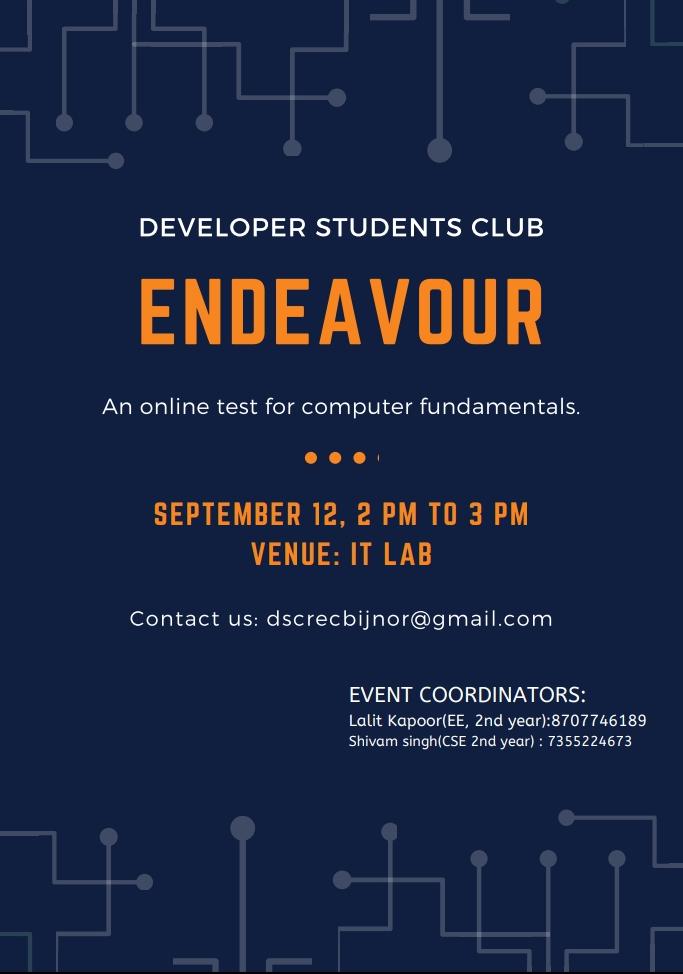 DEVELOPER STUDENTS CLUB
ENDEAVOUR
An online test for computer fundamentals.
SEPTEMBER 12, 2 PM TO 3 PM
VENUE: IT LAB
Contact us: dscrecbijnor@gmail.com
EVENT COORDINATORS:
Lalit Kapoor(EE, 2nd year):8707746189
Shivam singh(CSE 2nd year) : 7355224673